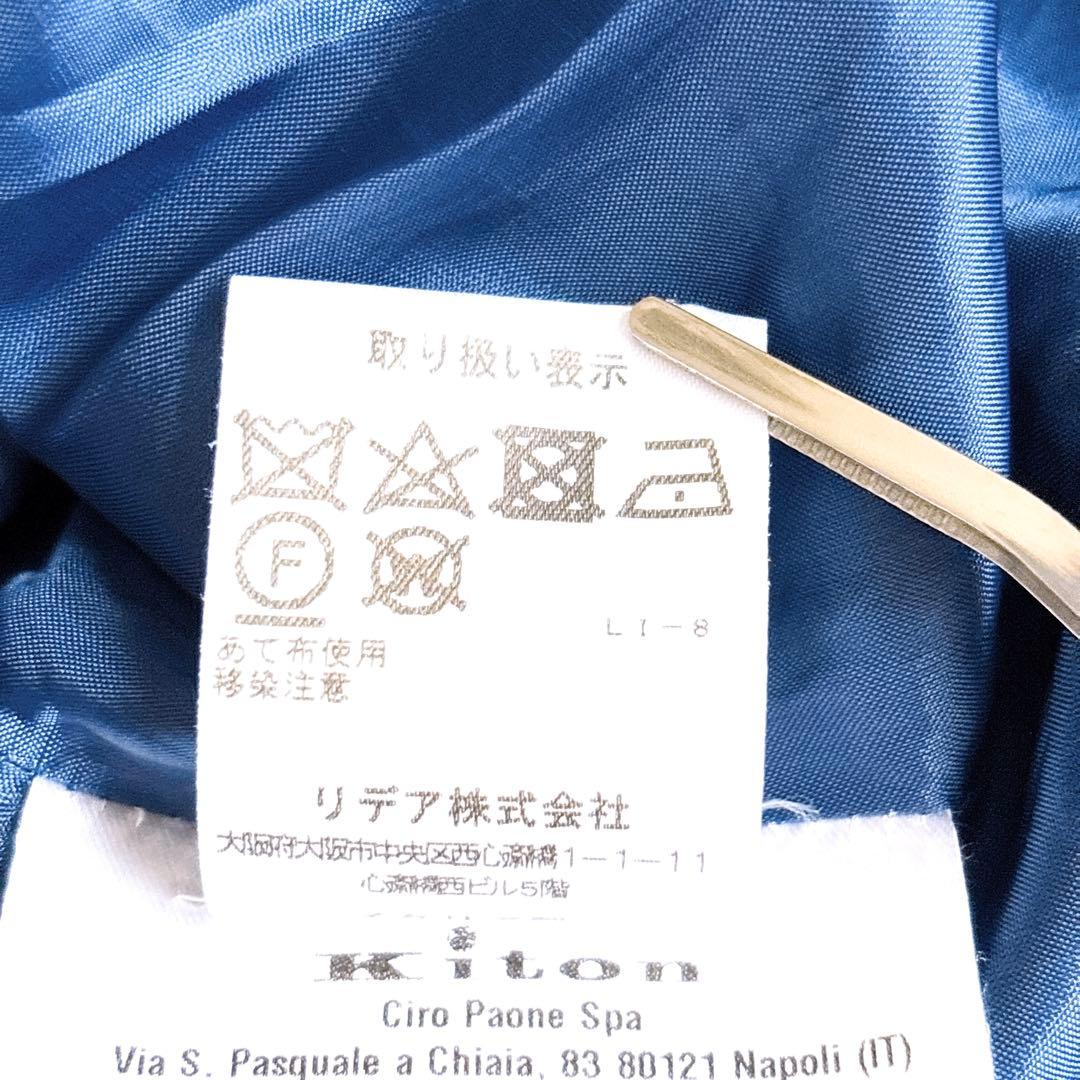 取り扱い表示
F
W
LI-8
あて布使用
移染注意
リデア株式会社
大阪府大阪市中央区西心斎橋1-1-11
心斎橋西ビル5階
Kiton
Ciro Paone Spa
Via S. Pasquale a Chiaia, 83 80121 Napoli (IT)